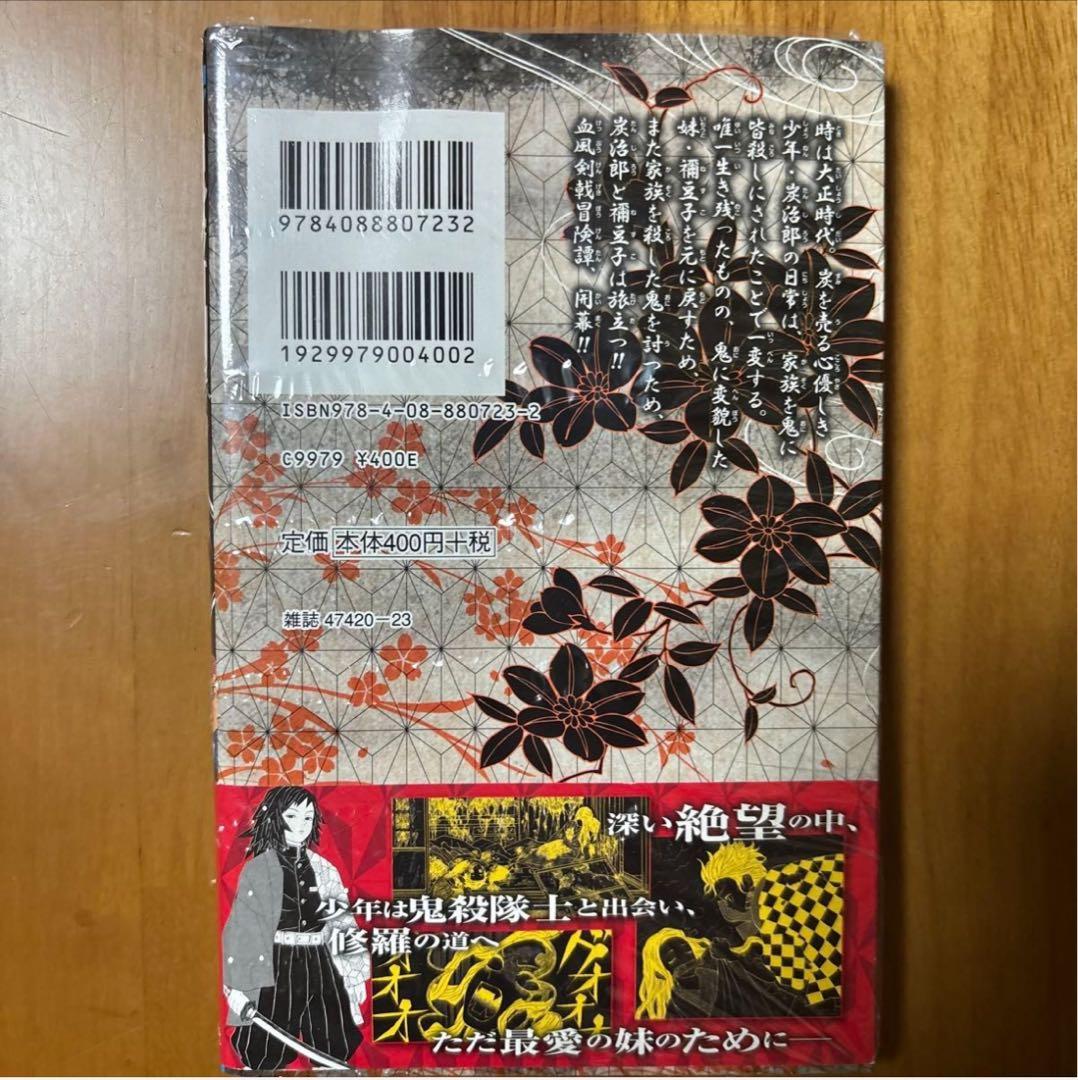 時は大正時代。炭を売る心優しき
少年・炭治郎の日常は、家族を鬼に
皆殺しにされたことで一変する。
唯一生き残ったものの、鬼に変貌した
妹・禰豆子を元に戻すため、
また家族を殺した鬼を討つため、
炭治郎と禰豆子は旅立つ!!
血風剣戟冒険譚、開幕!!
9784088807232
1929979004002
ISBN978-4-08-880723-2
C9979 ¥400E
定価 本体400円+税
雑誌 47420-23
深い絶望の中、
少年は鬼殺隊士と出会い、
修羅の道へ
グオオ
オオ
ただ最愛の妹のために──